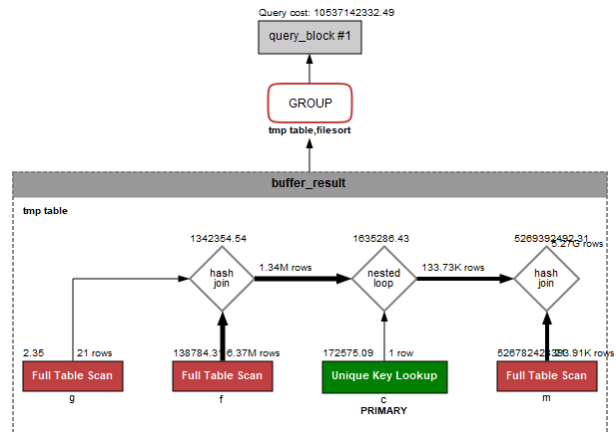 Query cost: 10537142332.49
query_block #1
GROUP
tmp table,filesort
buffer_result
tmp table
1342354.54
1635286.43
5269392492.31
5.27G rows
hash join
1.34M rows
nested loop
133.73K rows
hash join
2.35
21 rows
138784.31
6.37M rows
172575.09
1 row
Full Table Scan
Full Table Scan
Unique Key Lookup
Full Table Scan
g
f
c
m
PRIMARY